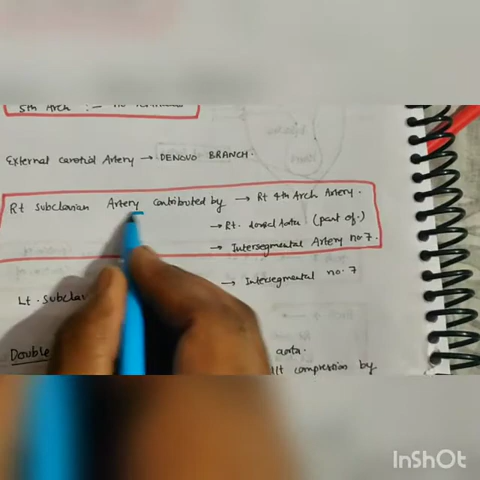 5th Arch :- no
External carotid Artery → DENOVO BRANCH.
Rt subclavian Artery contributed by → Rt 4th Arch Artery.
→ Rt. dorsal Aorta (part of.)
→ Intersegmental Artery no 7.
Lt. subclav → Intersegmental no. 7
Double aorta.
compression by
InShOt